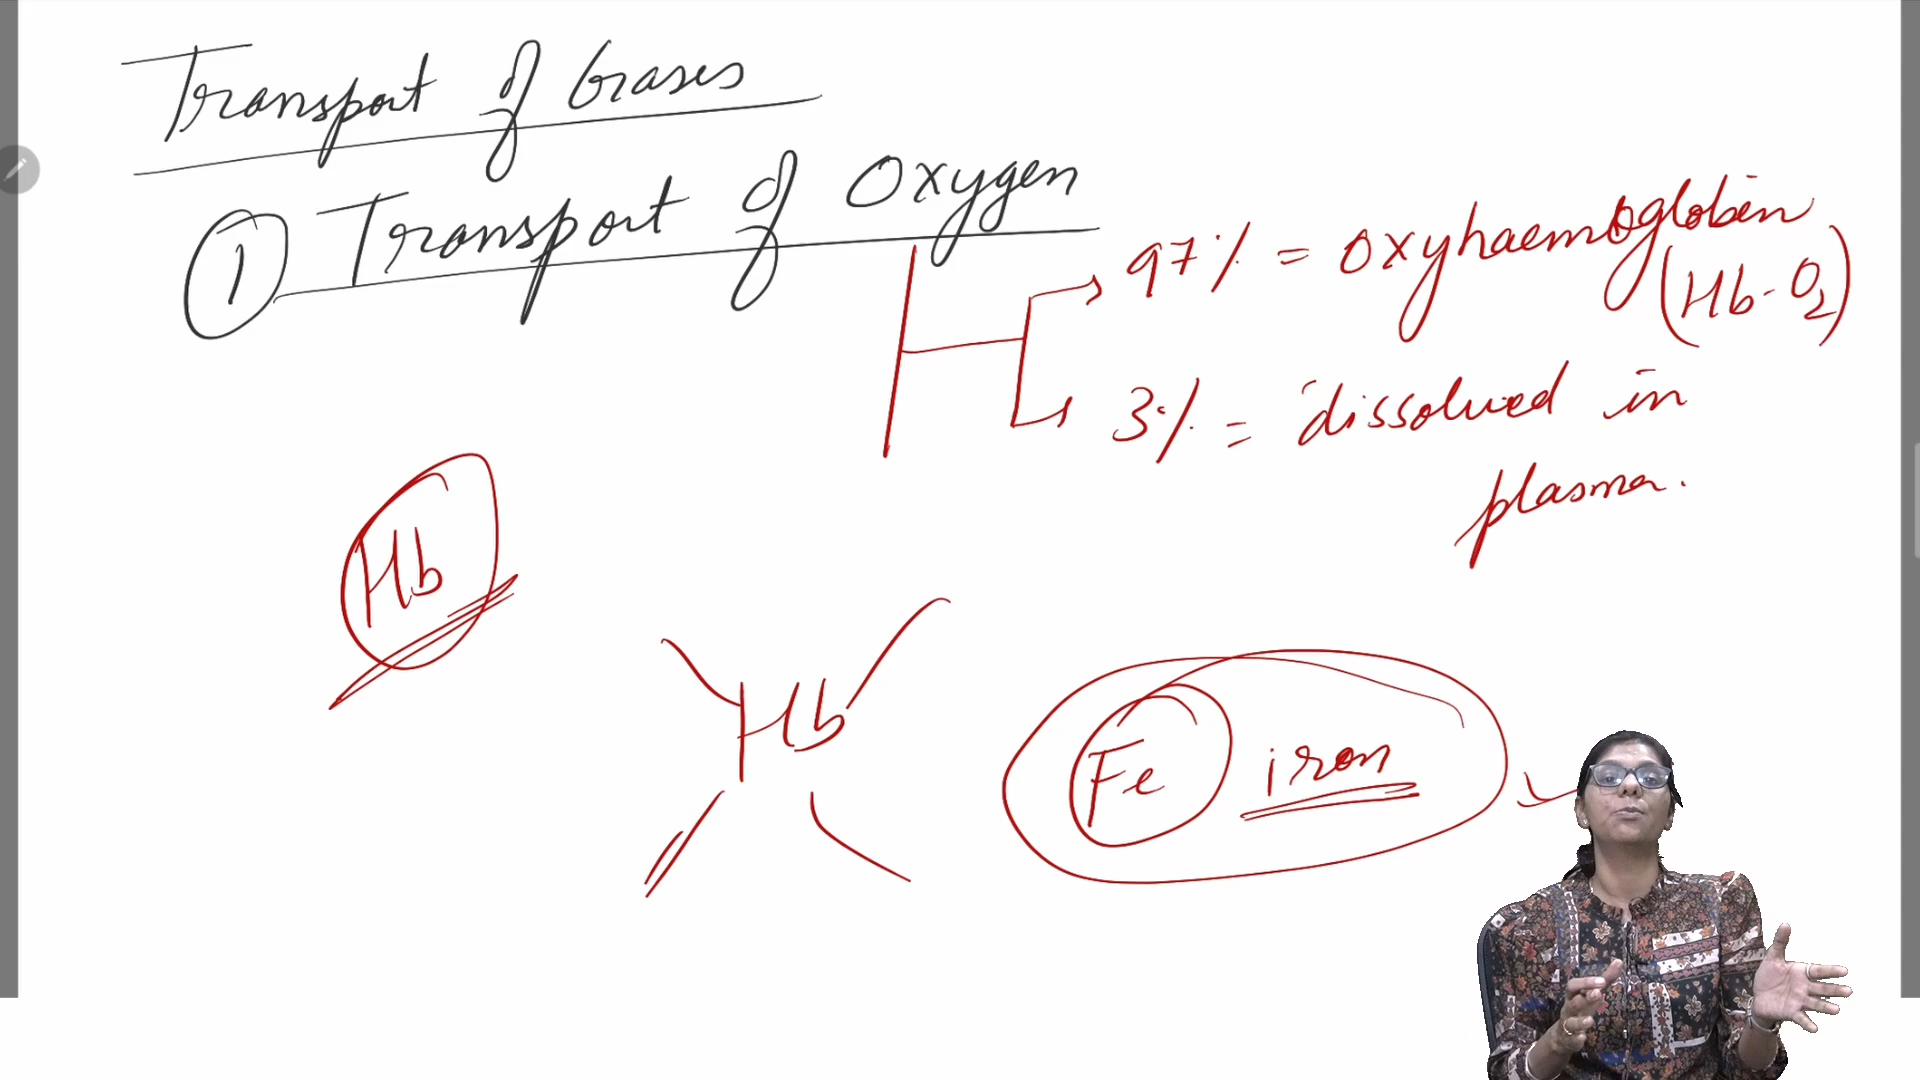 Transport of Gases
① Transport of Oxygen
97% = Oxyhaemoglobin
(Hb-O₂)
3% = dissolved in
plasma.
Hb
Hb
Fe iron